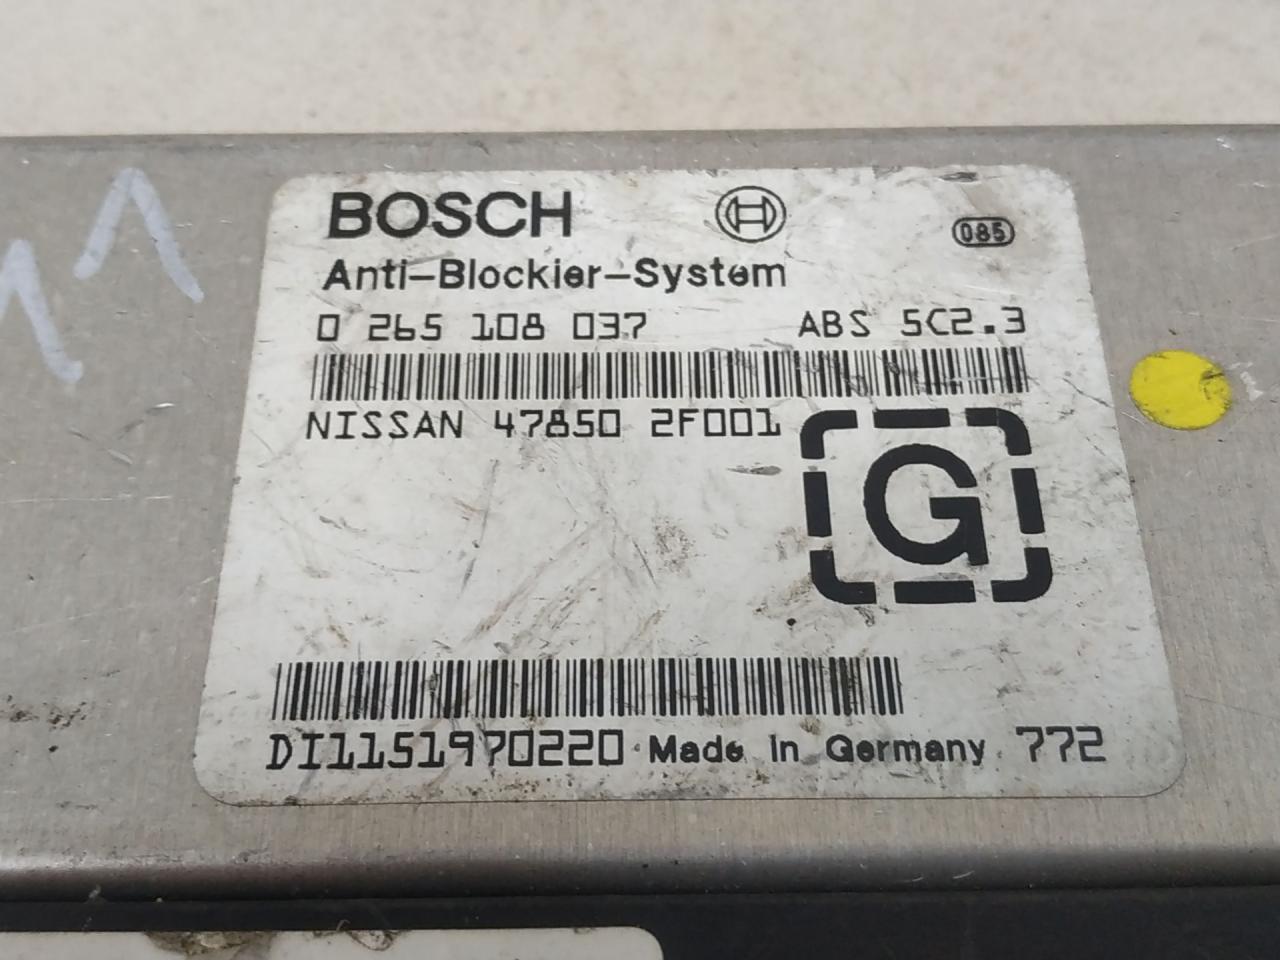 BOSCH
085
Anti-Blockier-System
0 265 108 037 ABS 5C2.3
NISSAN 47850 2F001
G
DI1151970220 Made in Germany 772